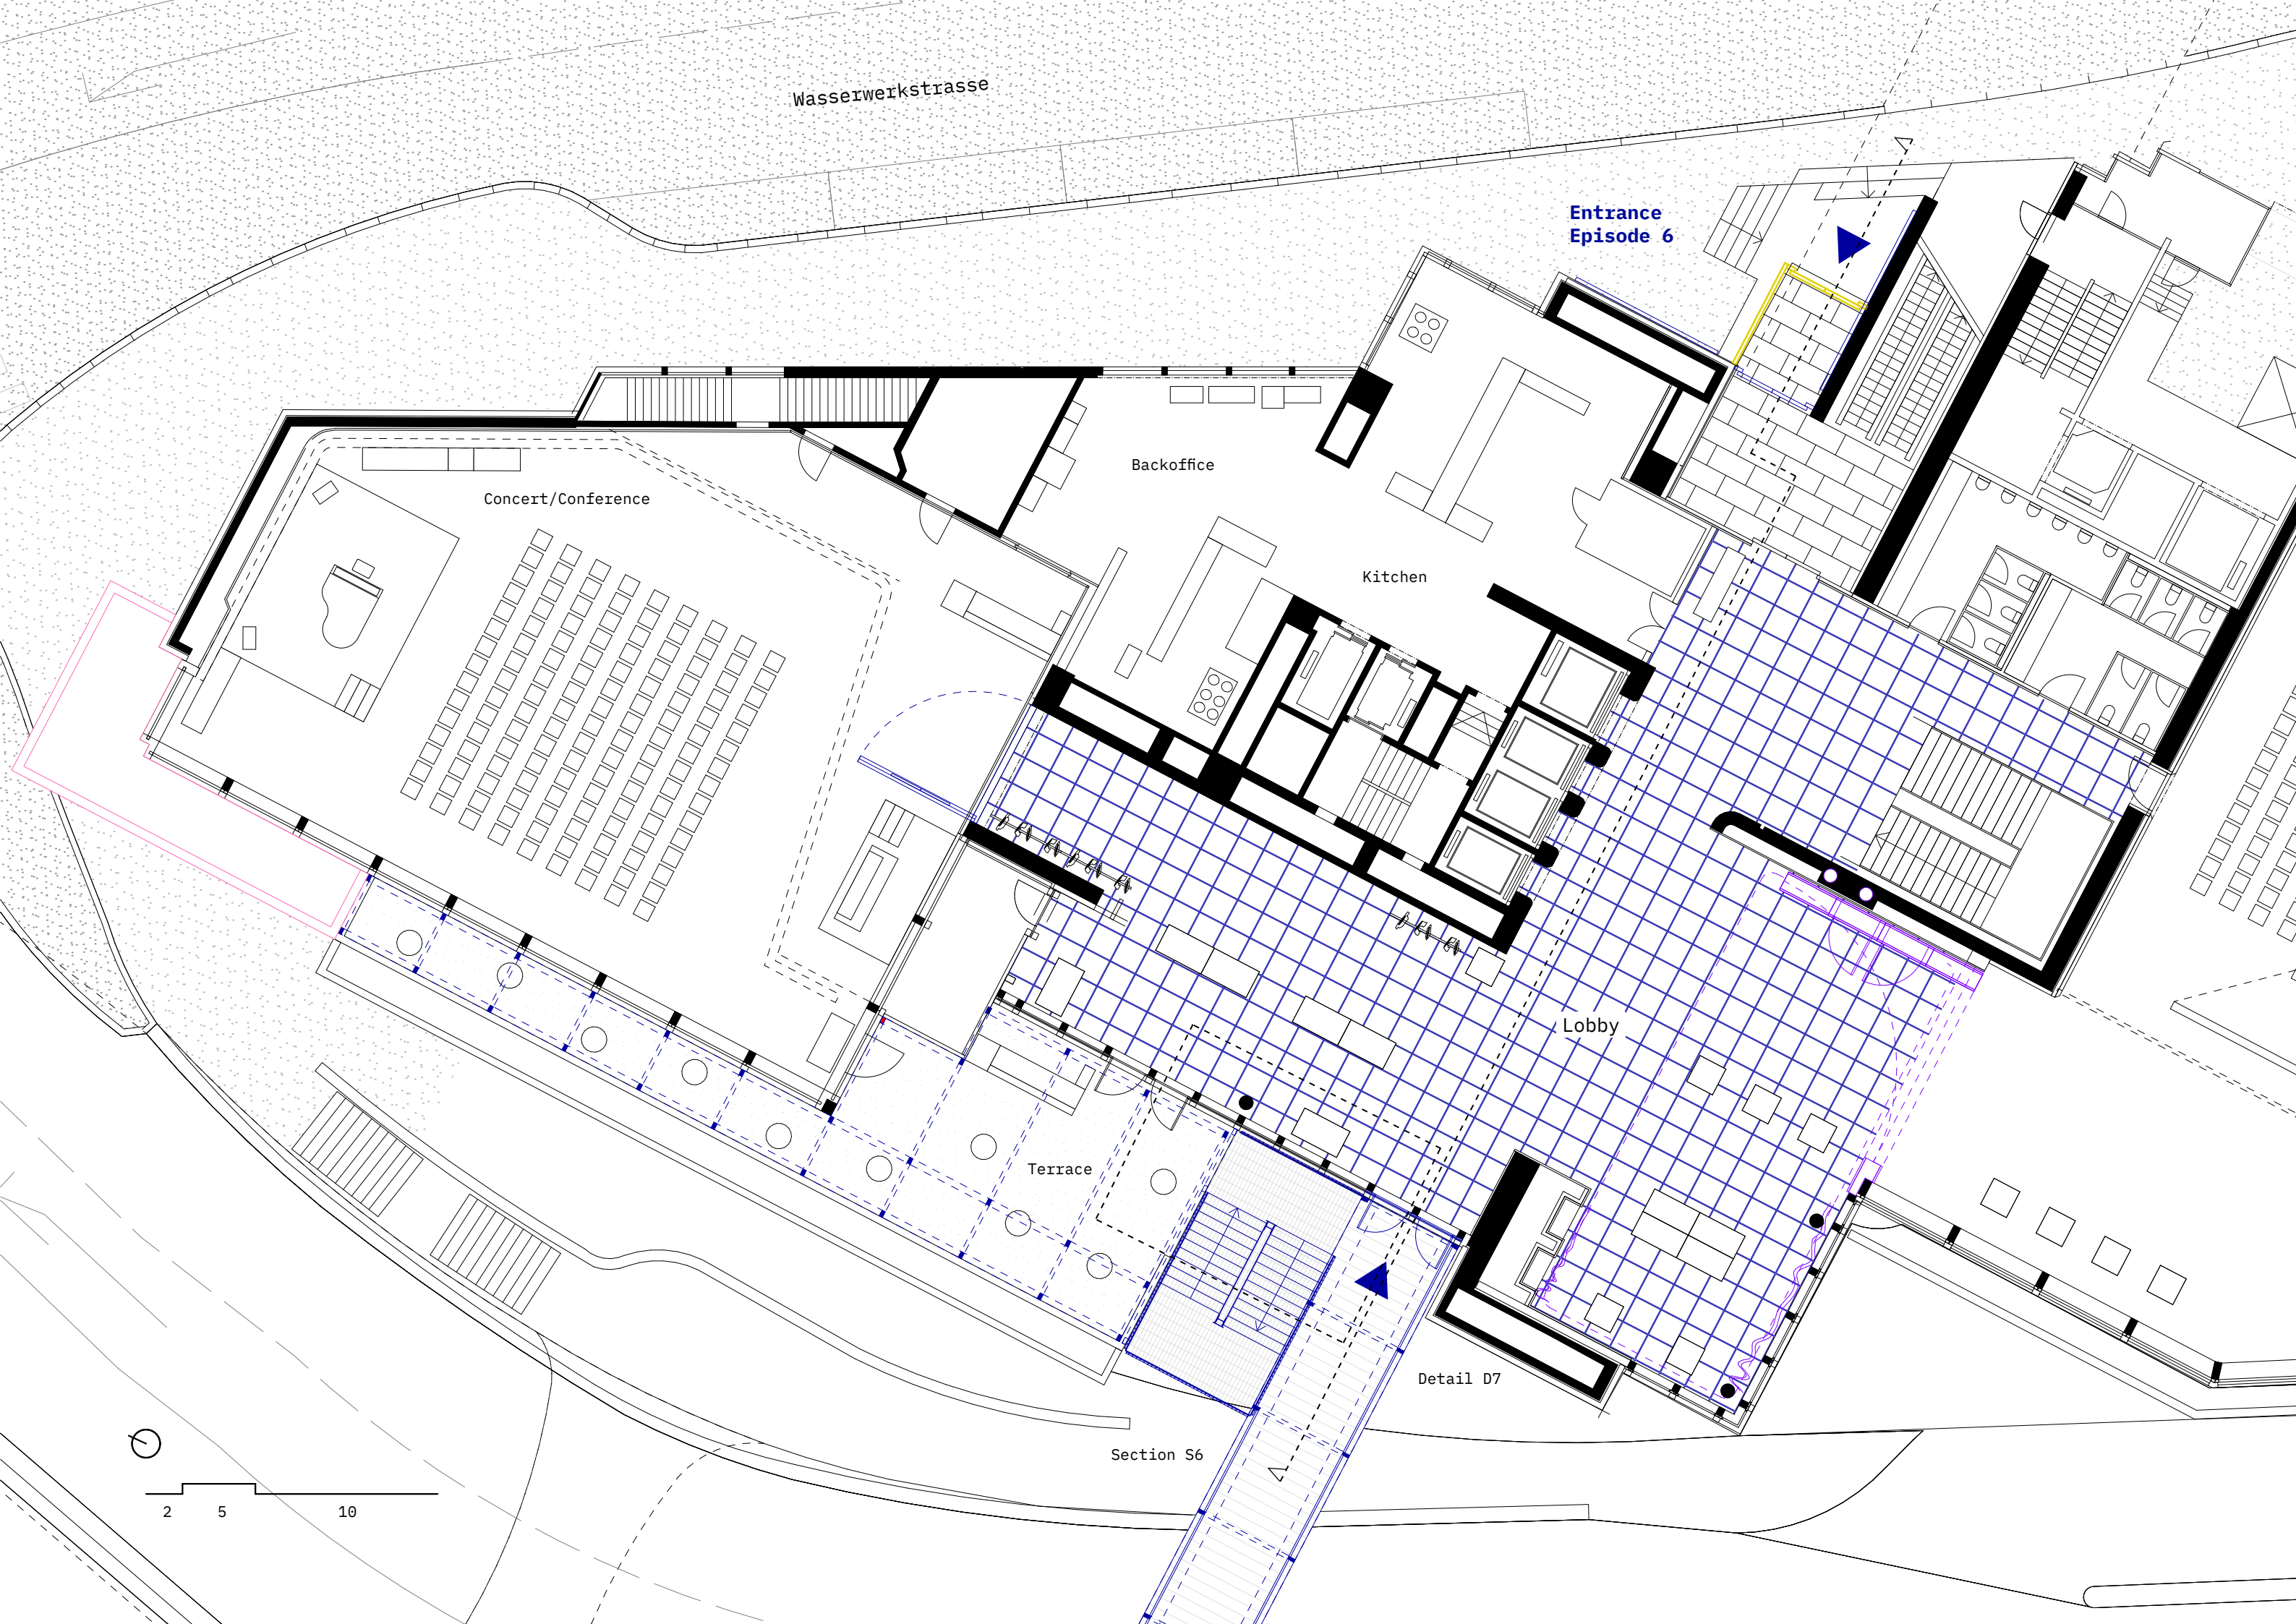 Wasserwerkstrasse
Entrance
Episode 6
Backoffice
Concert/Conference
Kitchen
Lobby
Terrace
Detail D7
Section S6
2 5 10